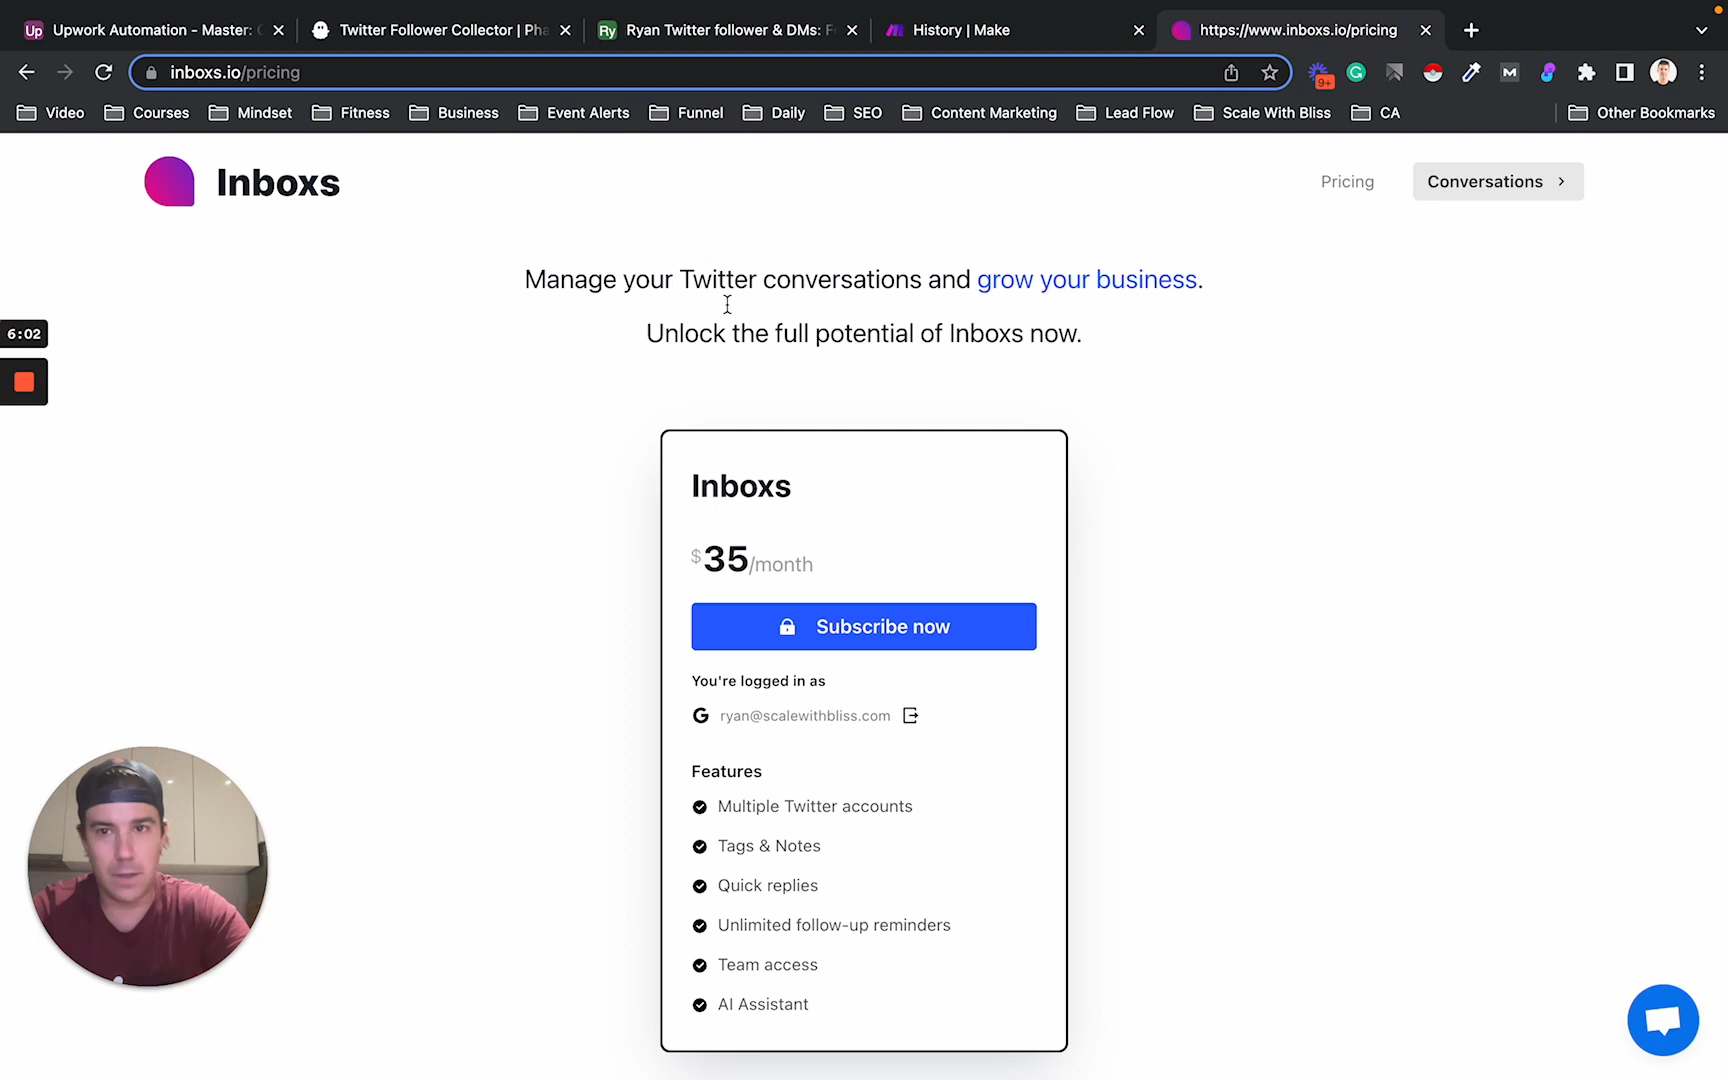 Up Upwork Automation - Master:
Twitter Follower Collector | Pha
Ry Ryan Twitter follower & DMs: F
History | Make
https://www.inboxs.io/pricing
inboxs.io/pricing
9+
M
Video
Courses
Mindset
Fitness
Business
Event Alerts
Funnel
Daily
SEO
Content Marketing
Lead Flow
Scale With Bliss
CA
Other Bookmarks
Inboxs
Pricing
Conversations >
Manage your Twitter conversations and grow your business.
Unlock the full potential of Inboxs now.
6:02
Inboxs
$35/month
Subscribe now
You're logged in as
G ryan@scalewithbliss.com
Features
Multiple Twitter accounts
Tags & Notes
Quick replies
Unlimited follow-up reminders
Team access
AI Assistant